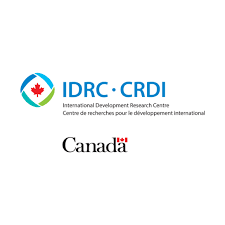 IDRC · CRDI
International Development Research Centre
Centre de recherches pour le développement international
Canada